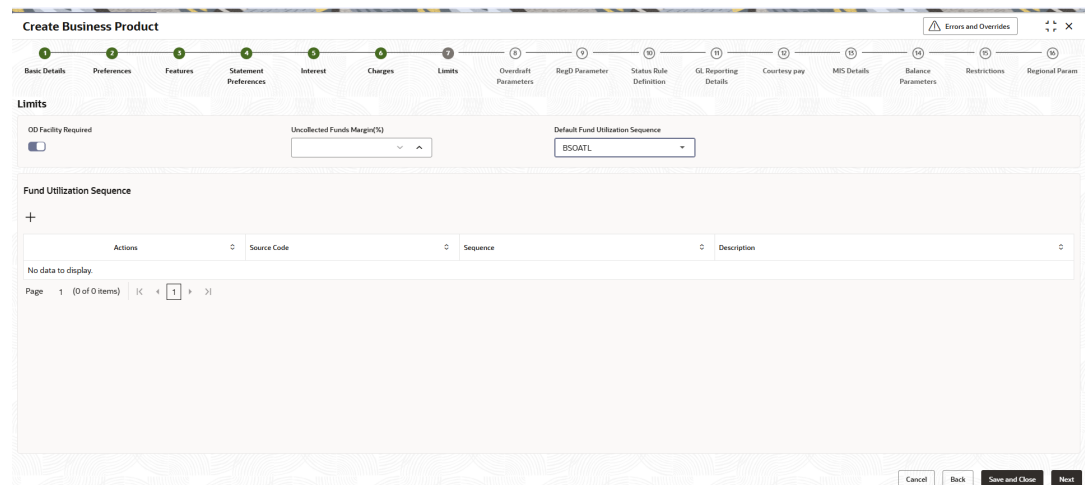 Create Business Product
Errors and Overrides
1 2 3 4 5 6 7 8 9 10 11 12 13 14 15 16
Basic Details Preferences Features Statement Preferences Interest Charges Limits Overdraft Parameters RegD Parameter Status Rule Definition GL Reporting Details Courtesy pay MIS Details Balance Parameters Restrictions Regional Param
Limits
OD Facility Required Uncollected Funds Margin(%) Default Fund Utilization Sequence
BSOATL
Fund Utilization Sequence
Actions Source Code Sequence Description
No data to display.
Page 1 (0 of 0 items) 1
Cancel Back Save and Close Next